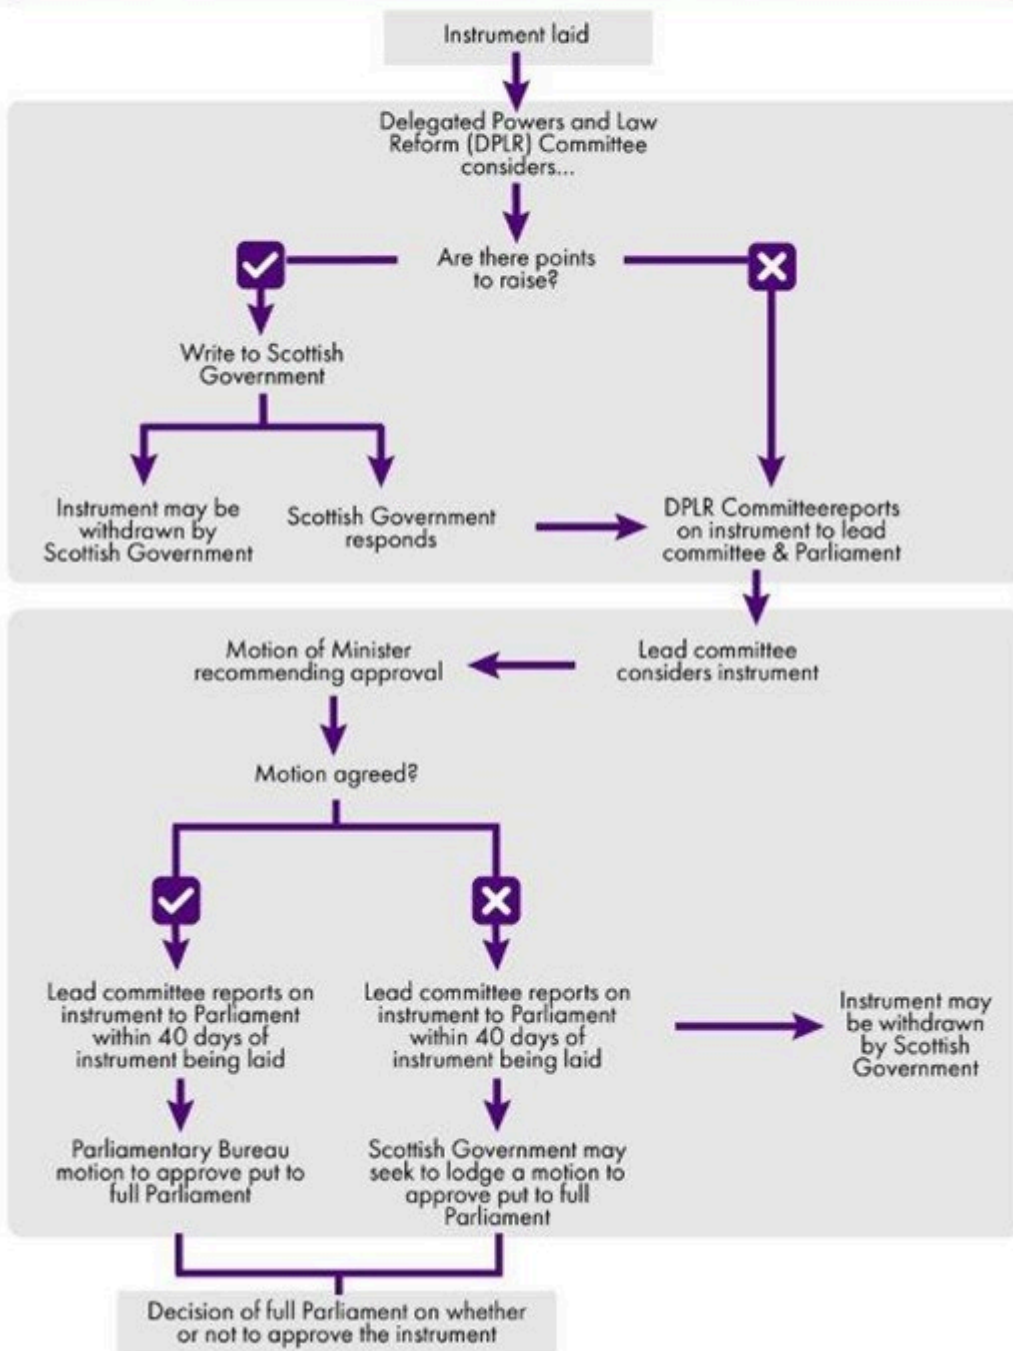 Instrument laid
Delegated Powers and Law
Reform (DPLR) Committee
considers...
Are there points
to raise?
Write to Scottish
Government
Instrument may be
withdrawn by
Scottish Government
Scottish Government
responds
DPLR Committeereports
on instrument to lead
committee & Parliament
Lead committee
considers instrument
Motion of Minister
recommending approval
Motion agreed?
Lead committee reports on
instrument to Parliament
within 40 days of
instrument being laid
Lead committee reports on
instrument to Parliament
within 40 days of
instrument being laid
Instrument may
be withdrawn
by Scottish
Government
Parliamentary Bureau
motion to approve put to
full Parliament
Scottish Government may
seek to lodge a motion to
approve put to full
Parliament
Decision of full Parliament on whether
or not to approve the instrument